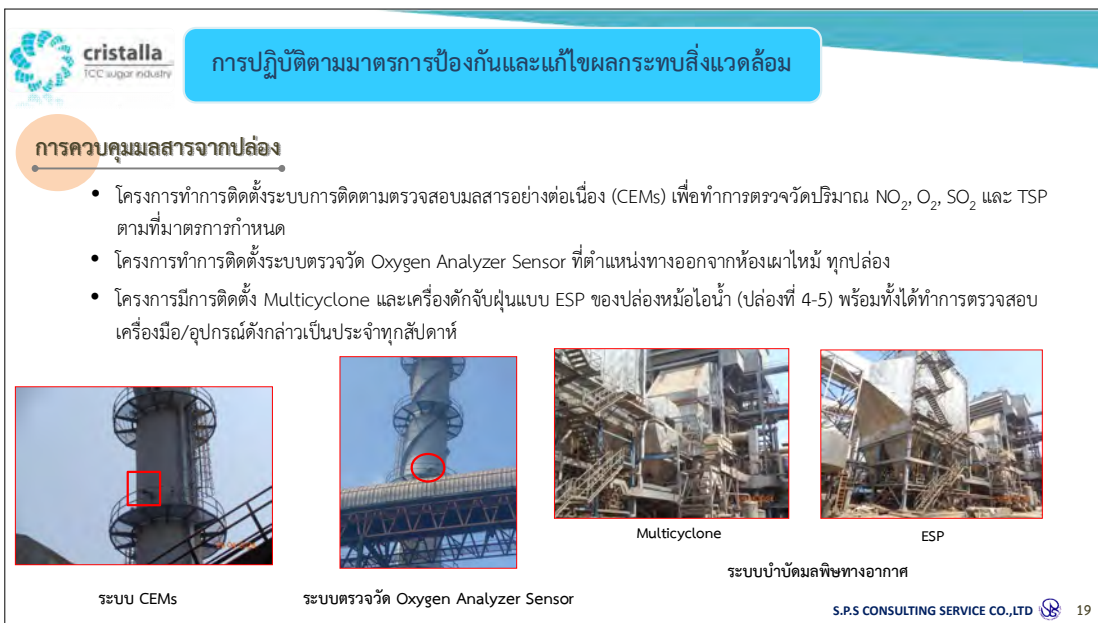 cristalla
TCC sugar industry
การปฏิบัติตามมาตรการป้องกันและแก้ไขผลกระทบสิ่งแวดล้อม
การควบคุมมลสารจากปล่อง
• โครงการทำการติดตั้งระบบการติดตามตรวจสอบมลสารอย่างต่อเนื่อง (CEMs) เพื่อทำการตรวจวัดปริมาณ NO₂, O₂, SO₂ และ TSP
ตามที่มาตรการกำหนด
• โครงการทำการติดตั้งระบบตรวจวัด Oxygen Analyzer Sensor ที่ตำแหน่งทางออกจากห้องเผาไหม้ ทุกปล่อง
• โครงการมีการติดตั้ง Multicyclone และเครื่องดักจับฝุ่นแบบ ESP ของปล่องหม้อไอน้ำ (ปล่องที่ 4-5) พร้อมทั้งได้ทำการตรวจสอบ
เครื่องมือ/อุปกรณ์ดังกล่าวเป็นประจำทุกสัปดาห์
Multicyclone
ESP
ระบบบำบัดมลพิษทางอากาศ
ระบบ CEMs
ระบบตรวจวัด Oxygen Analyzer Sensor
S.P.S CONSULTING SERVICE CO.,LTD
19